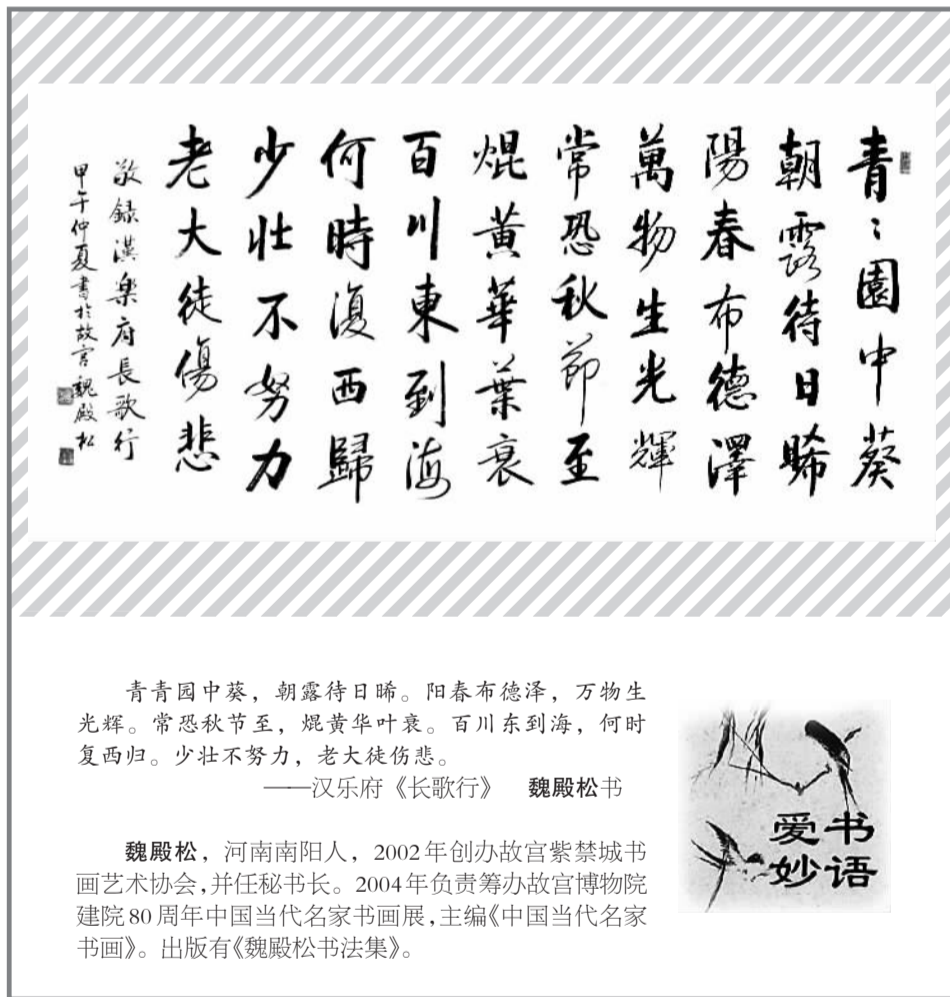 青〻園中葵
朝露待日晞
陽春布德澤
萬物生光輝
常恐秋節至
焜黃華葉衰
百川東到海
何時復西歸
少壯不努力
老大徒傷悲
敬錄漢樂府長歌行
甲午仲夏書於故宫魏殿松
青青园中葵，朝露待日晞。阳春布德泽，万物生
光辉。常恐秋节至，焜黄华叶衰。百川东到海，何时
复西归。少壮不努力，老大徒伤悲。
——汉乐府《长歌行》 魏殿松书
魏殿松，河南南阳人，2002年创办故宫紫禁城书
画艺术协会，并任秘书长。2004年负责筹办故宫博物院
建院80周年中国当代名家书画展，主编《中国当代名家
书画》。出版有《魏殿松书法集》。
爱书
妙语